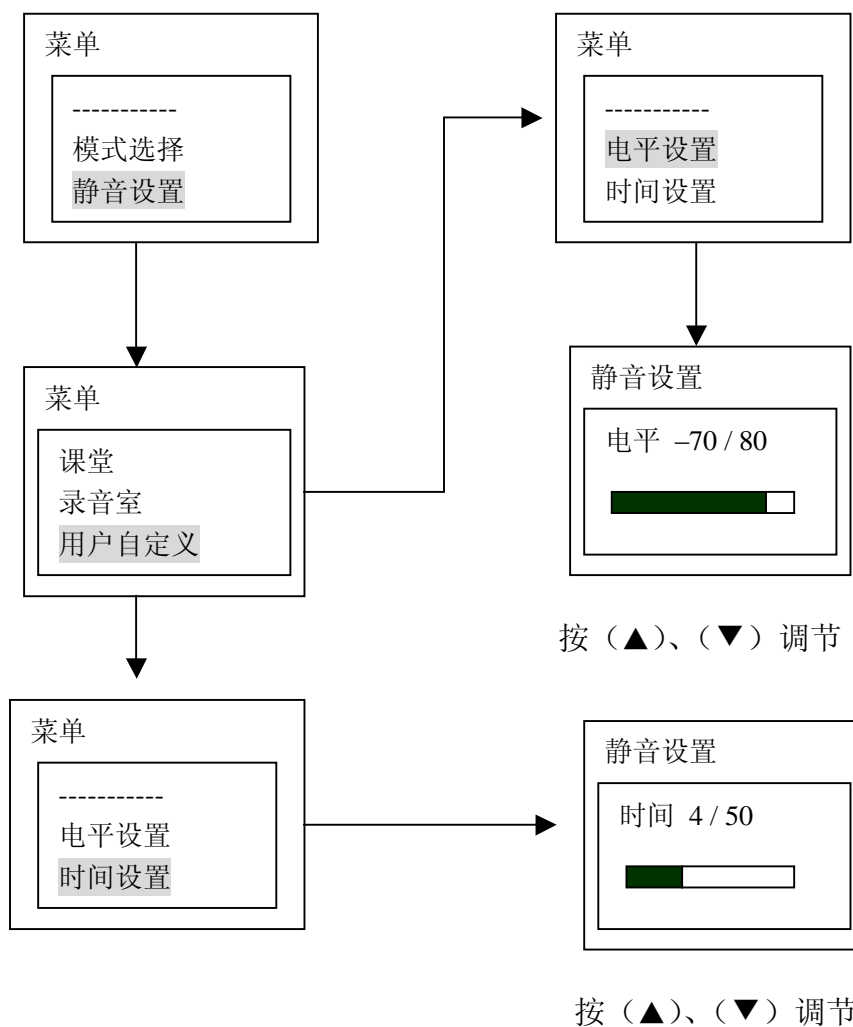 菜单
-----------
模式选择
静音设置
菜单
-----------
电平设置
时间设置
菜单
课堂
录音室
用户自定义
静音设置
电平 –70 / 80
按（▲）、（▼）调节
菜单
-----------
电平设置
时间设置
静音设置
时间 4 / 50
按（▲）、（▼）调节